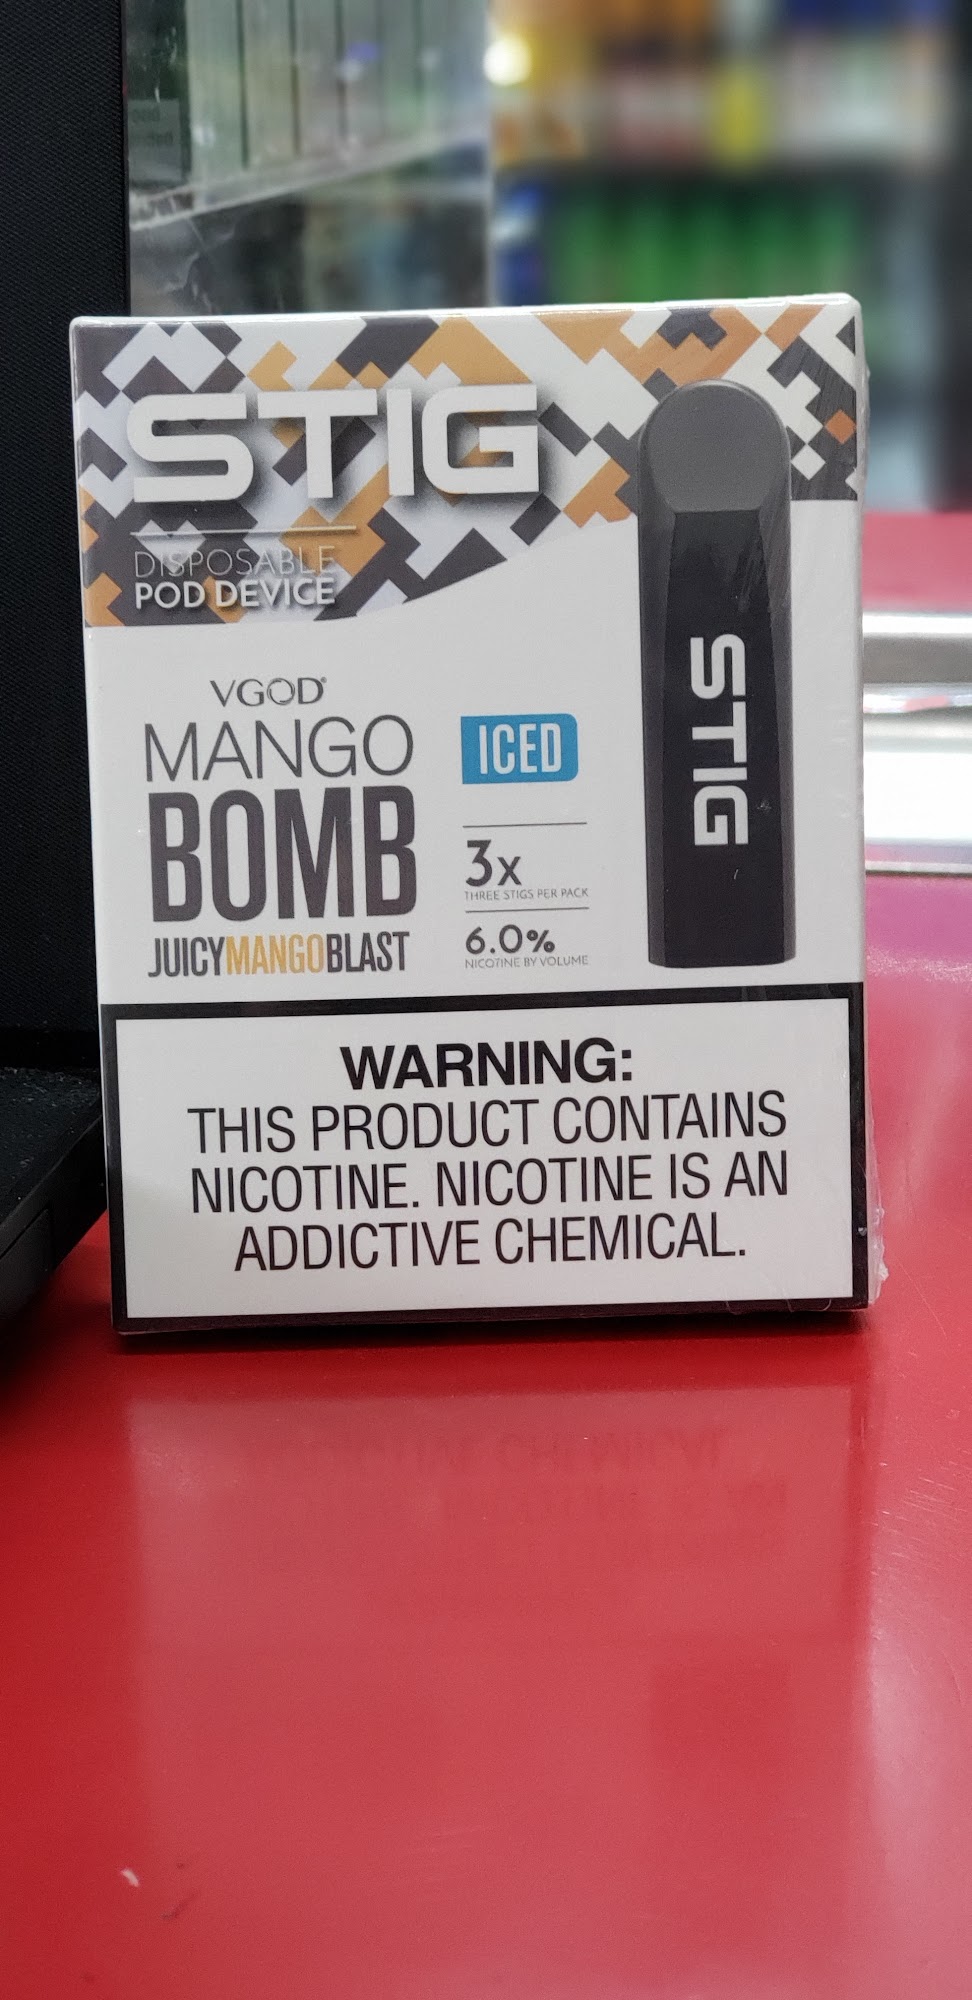 STIG
DISPOSABLE
POD DEVICE
VGOD®
MANGO
BOMB
JUICYMANGOBLAST
ICED
3x
THREE STIGS PER PACK
6.0%
NICOTINE BY VOLUME
STIG
WARNING:
THIS PRODUCT CONTAINS
NICOTINE. NICOTINE IS AN
ADDICTIVE CHEMICAL.